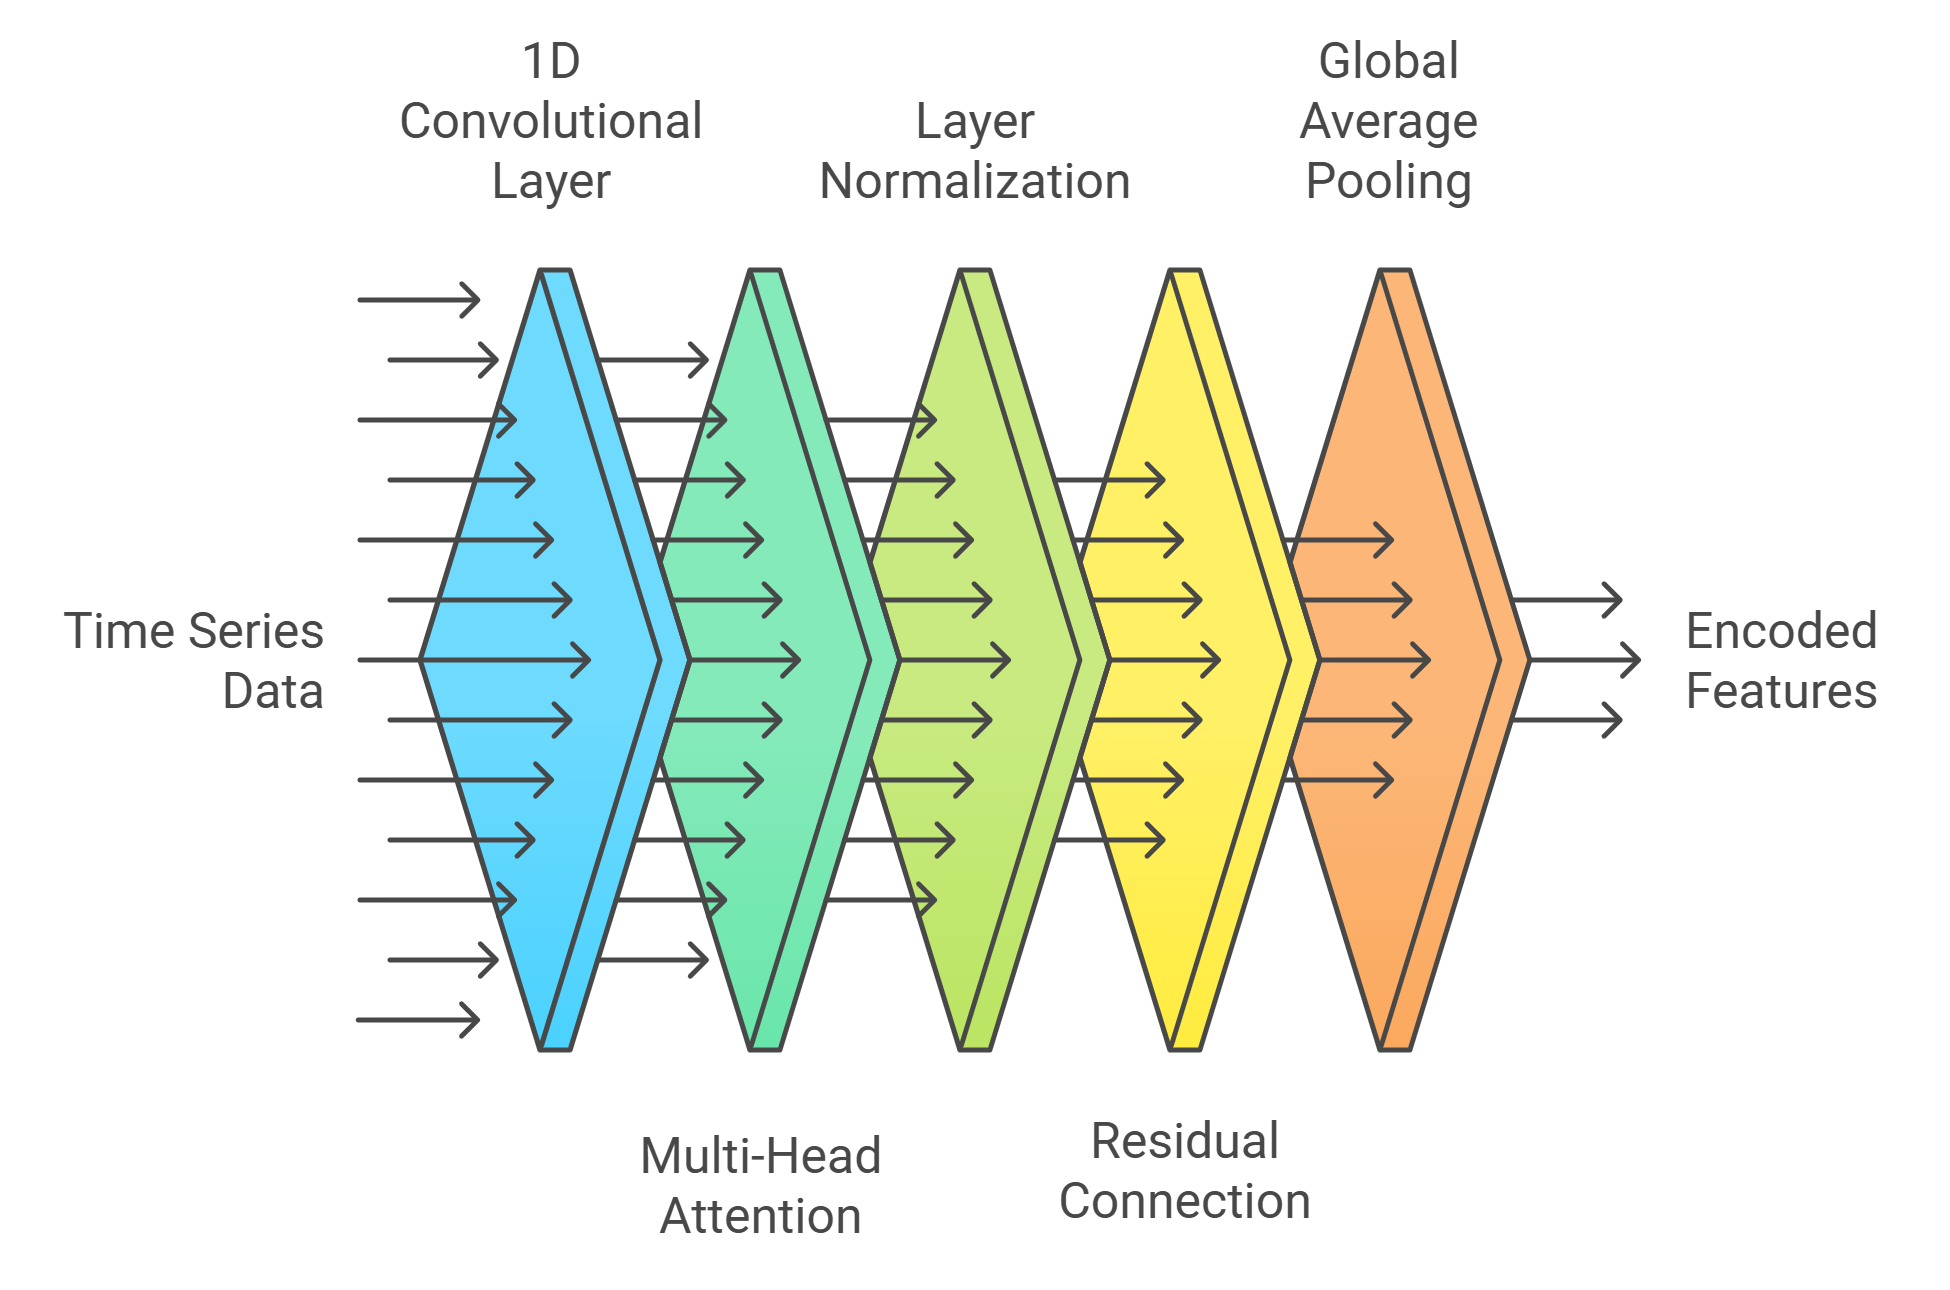 1D
Convolutional
Layer
Layer
Normalization
Global
Average
Pooling
Time Series
Data
Encoded
Features
Multi-Head
Attention
Residual
Connection